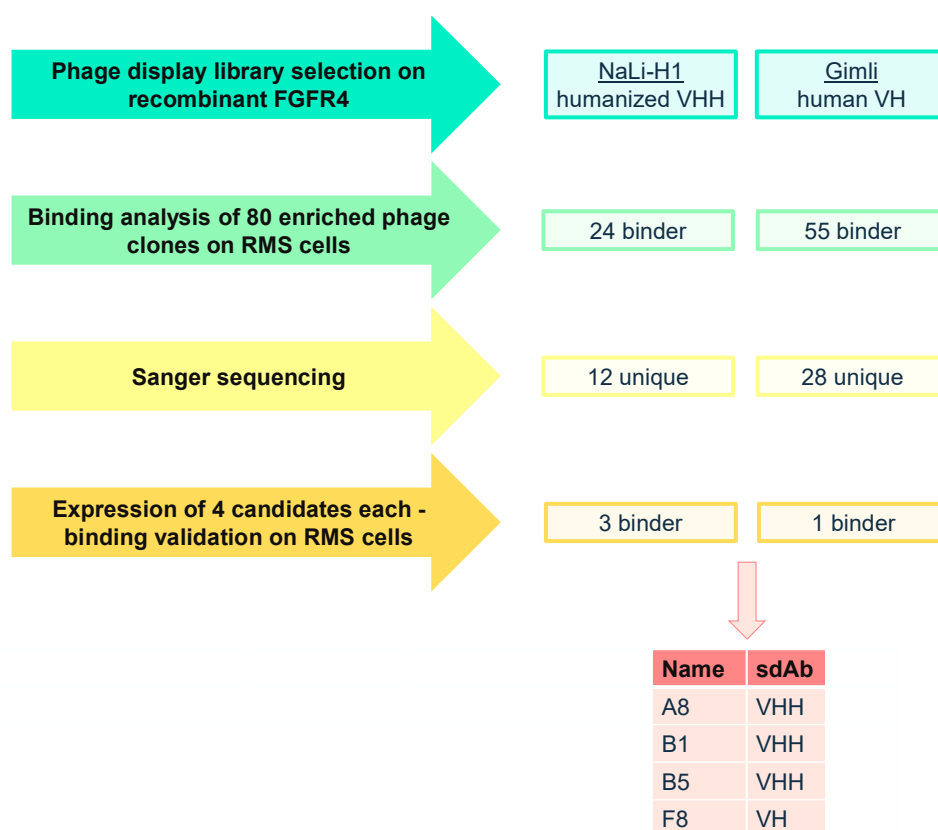 Phage display library selection on
recombinant FGFR4
NaLi-H1
humanized VHH
Gimli
human VH
Binding analysis of 80 enriched phage
clones on RMS cells
24 binder
55 binder
Sanger sequencing
12 unique
28 unique
Expression of 4 candidates each -
binding validation on RMS cells
3 binder
1 binder
Name sdAb
A8 VHH
B1 VHH
B5 VHH
F8 VH